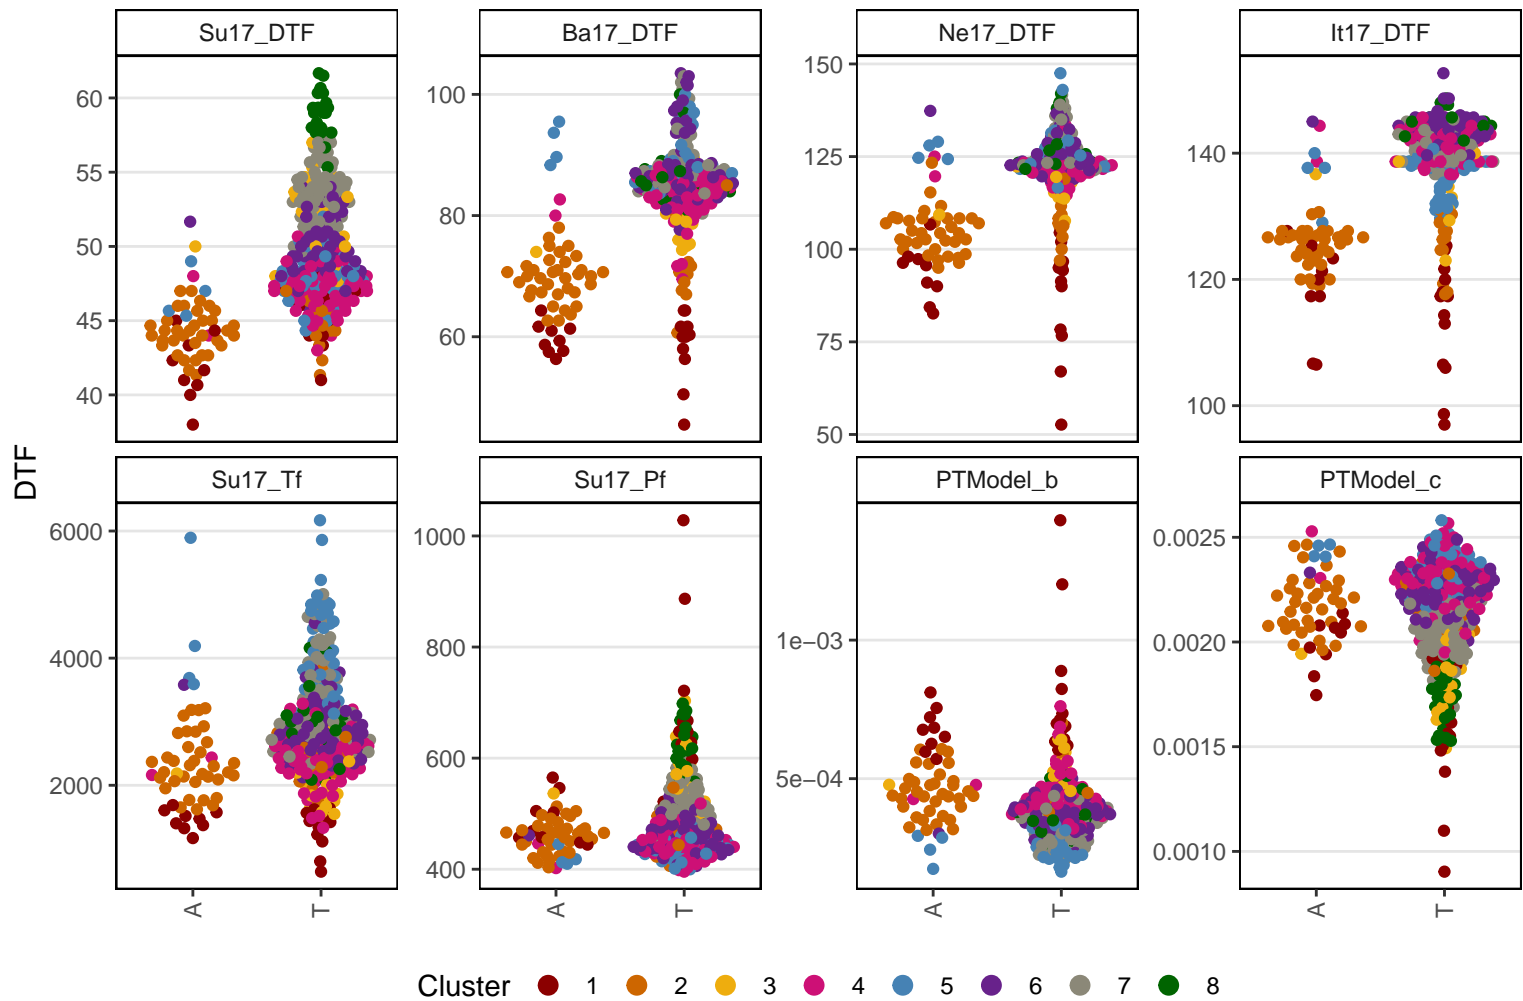 Su17_DTF
Ba17_DTF
Ne17_DTF
It17_DTF
60
55
50
45
40
100
80
60
150
125
100
75
50
140
120
100
DTF
Su17_Tf
Su17_Pf
PTModel_b
PTModel_c
6000
4000
2000
1000
800
600
400
1e−03
5e−04
0.0025
0.0020
0.0015
0.0010
A
T
A
T
A
T
A
T
Cluster 1 2 3 4 5 6 7 8